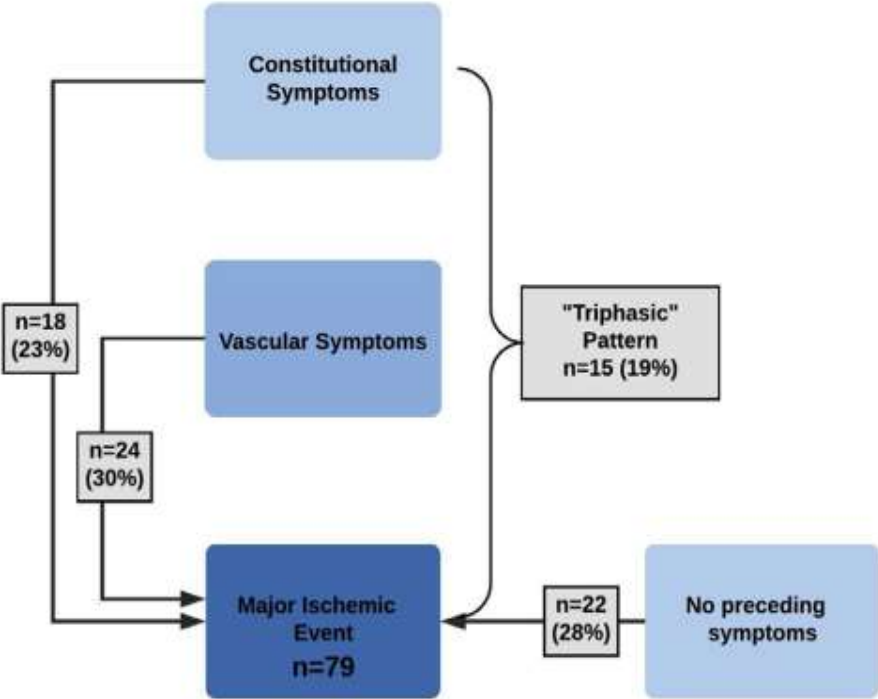 Constitutional
Symptoms
n=18
(23%)
Vascular Symptoms
"Triphasic"
Pattern
n=15 (19%)
n=24
(30%)
Major Ischemic
Event
n=79
n=22
(28%)
No preceding
symptoms